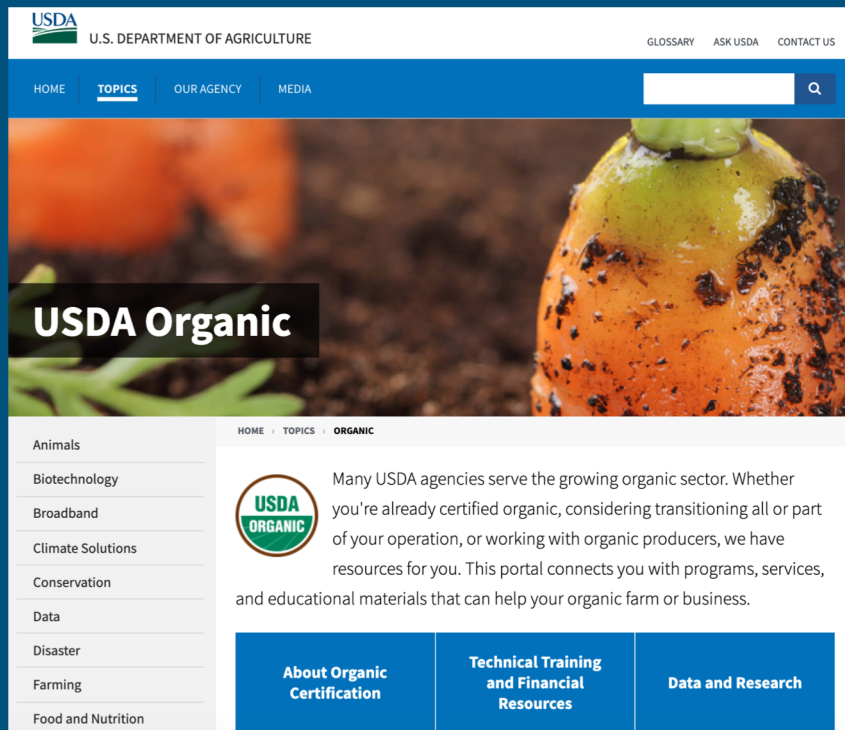 USDA
U.S. DEPARTMENT OF AGRICULTURE
GLOSSARY ASK USDA CONTACT US
HOME TOPICS OUR AGENCY MEDIA
USDA Organic
HOME › TOPICS › ORGANIC
Animals
Biotechnology
Broadband
Climate Solutions
Conservation
Data
Disaster
Farming
Food and Nutrition
USDA
ORGANIC
Many USDA agencies serve the growing organic sector. Whether
you're already certified organic, considering transitioning all or part
of your operation, or working with organic producers, we have
resources for you. This portal connects you with programs, services,
and educational materials that can help your organic farm or business.
About Organic
Certification
Technical Training
and Financial
Resources
Data and Research